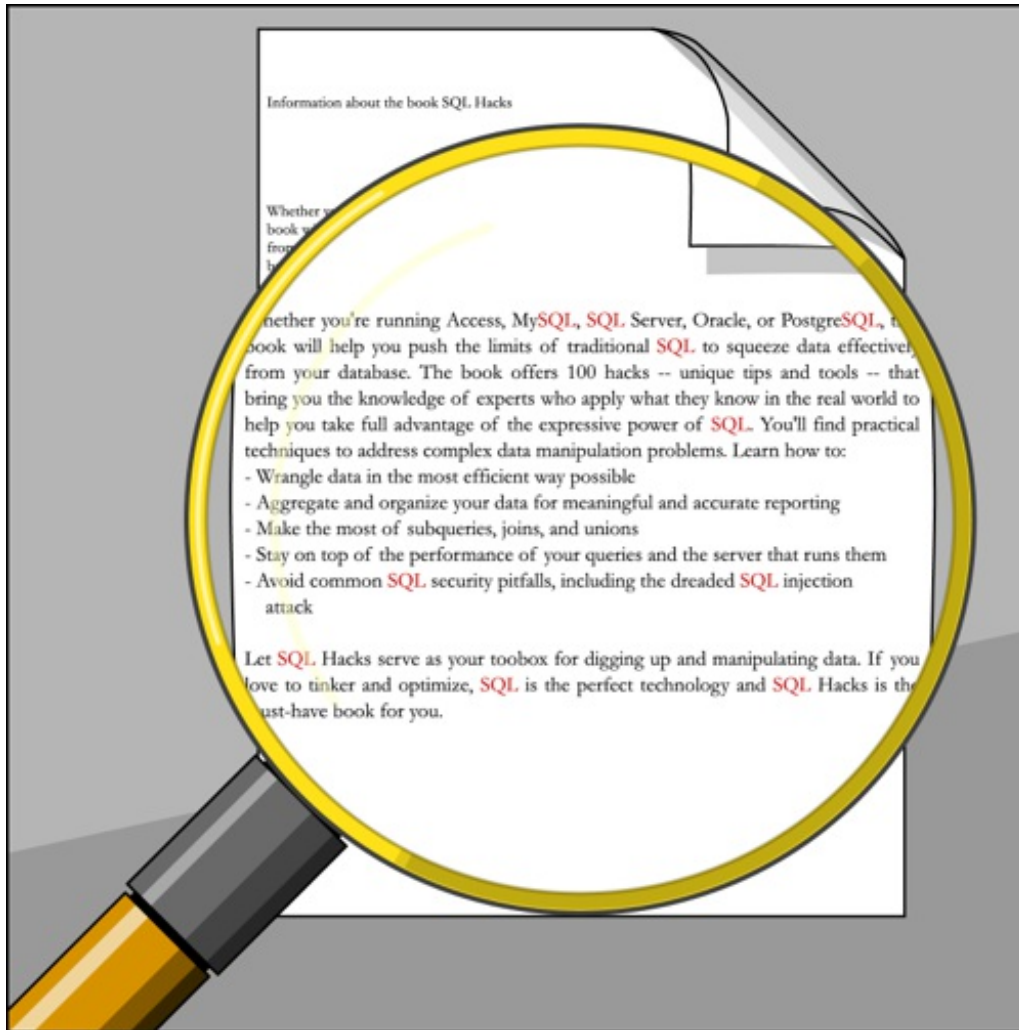 Information about the book SQL Hacks
Whether
book
from
nether you're running Access, MySQL, SQL Server, Oracle, or PostgreSQL,
book will help you push the limits of traditional SQL to squeeze data effectively
from your database. The book offers 100 hacks -- unique tips and tools -- that
bring you the knowledge of experts who apply what they know in the real world to
help you take full advantage of the expressive power of SQL. You'll find practical
techniques to address complex data manipulation problems. Learn how to:
- Wrangle data in the most efficient way possible
- Aggregate and organize your data for meaningful and accurate reporting
- Make the most of subqueries, joins, and unions
- Stay on top of the performance of your queries and the server that runs them
- Avoid common SQL security pitfalls, including the dreaded SQL injection
attack
Let SQL Hacks serve as your toobox for digging up and manipulating data. If you
love to tinker and optimize, SQL is the perfect technology and SQL Hacks is the
ust-have book for you.